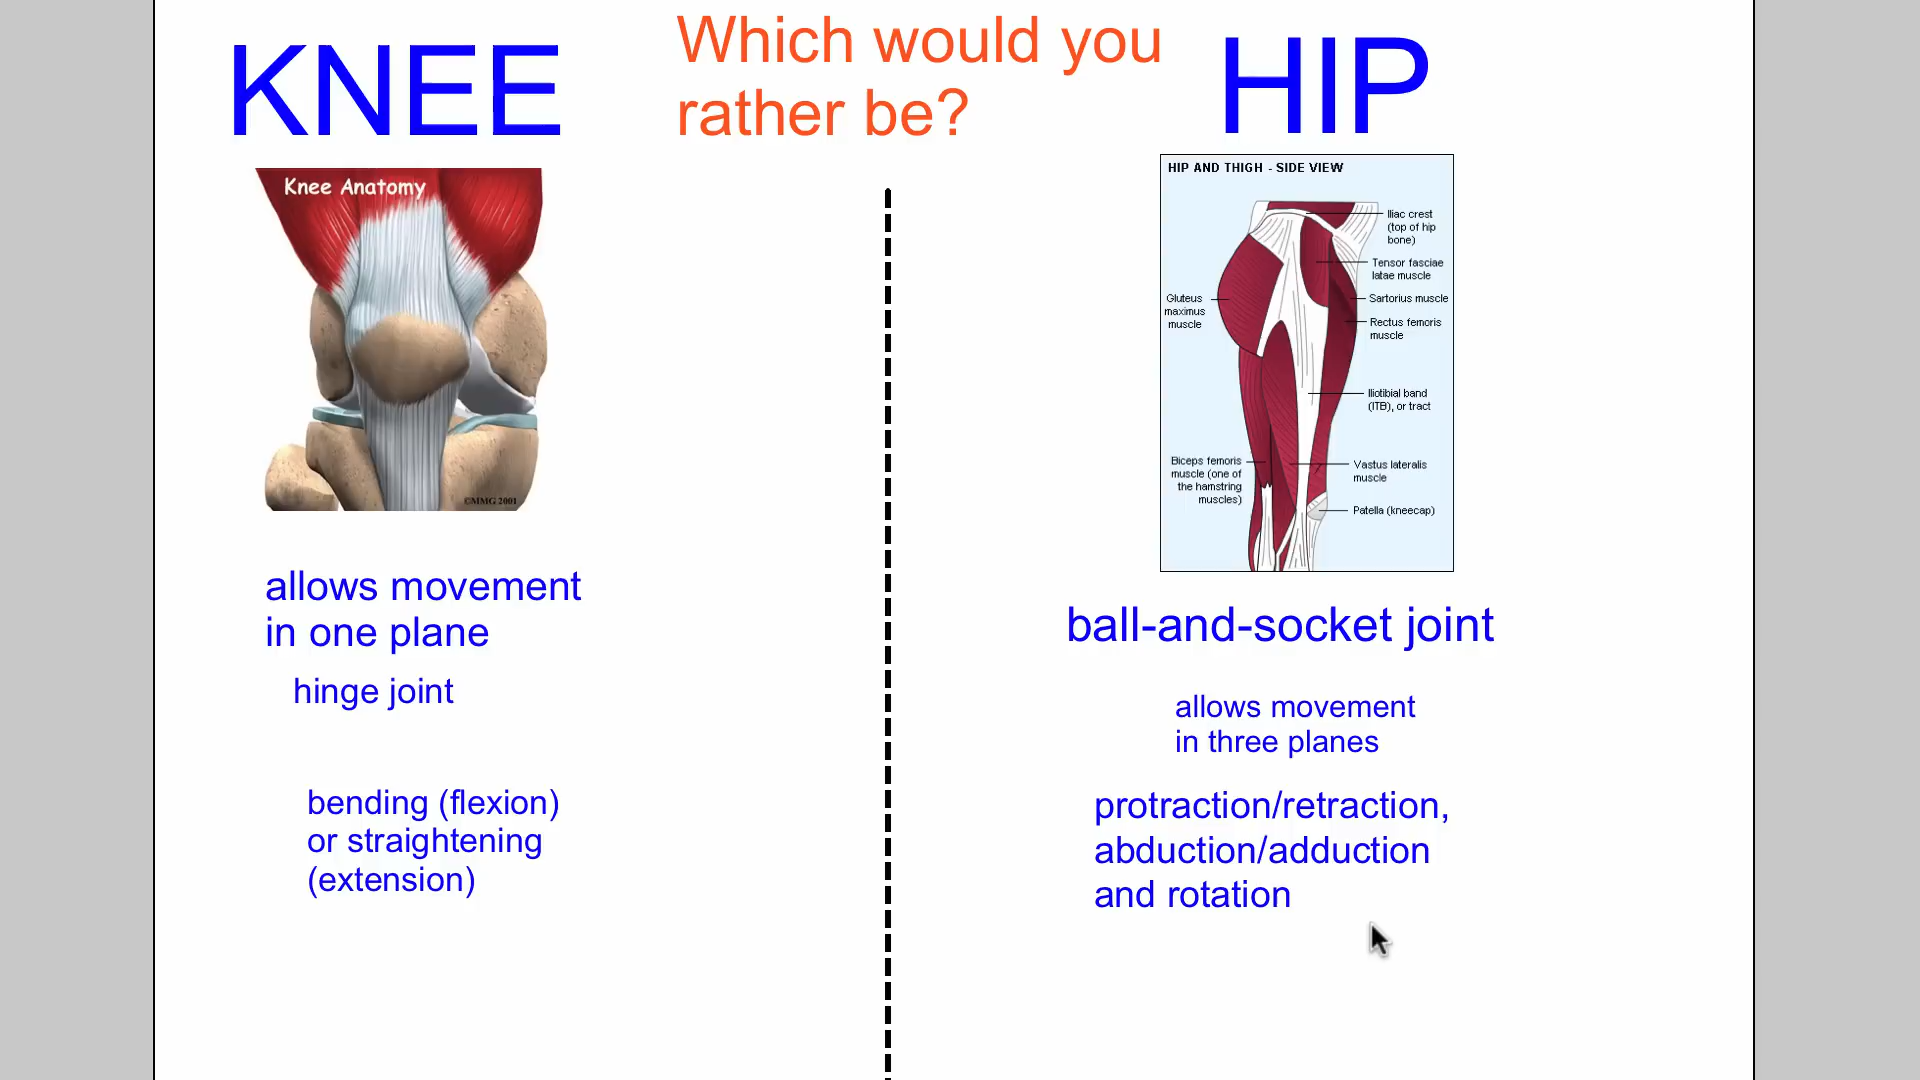 KNEE
Which would you
rather be?
HIP
Knee Anatomy
©MMG 2001
allows movement
in one plane
hinge joint
bending (flexion)
or straightening
(extension)
HIP AND THIGH - SIDE VIEW
Iliac crest
(top of hip
bone)
Tensor fasciae
latae muscle
Gluteus
maximus
muscle
Sartorius muscle
Rectus femoris
muscle
Iliotibial band
(ITB), or tract
Biceps femoris
muscle (one of
the hamstring
muscles)
Vastus lateralis
muscle
Patella (kneecap)
ball-and-socket joint
allows movement
in three planes
protraction/retraction,
abduction/adduction
and rotation